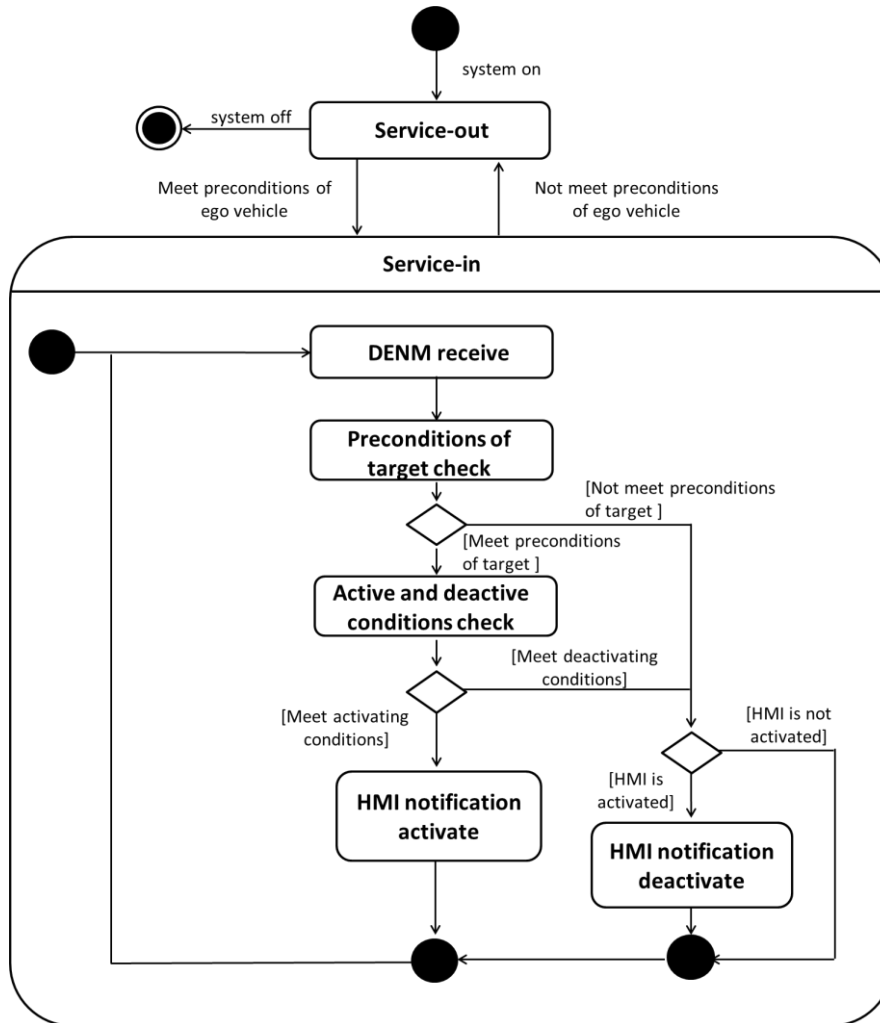 system on
system off
Service-out
Meet preconditions of
ego vehicle
Not meet preconditions
of ego vehicle
Service-in
DENM receive
Preconditions of
target check
[Not meet preconditions
of target ]
[Meet preconditions
of target ]
Active and deactive
conditions check
[Meet deactivating
conditions]
[Meet activating
conditions]
[HMI is not
activated]
[HMI is
activated]
HMI notification
activate
HMI notification
deactivate